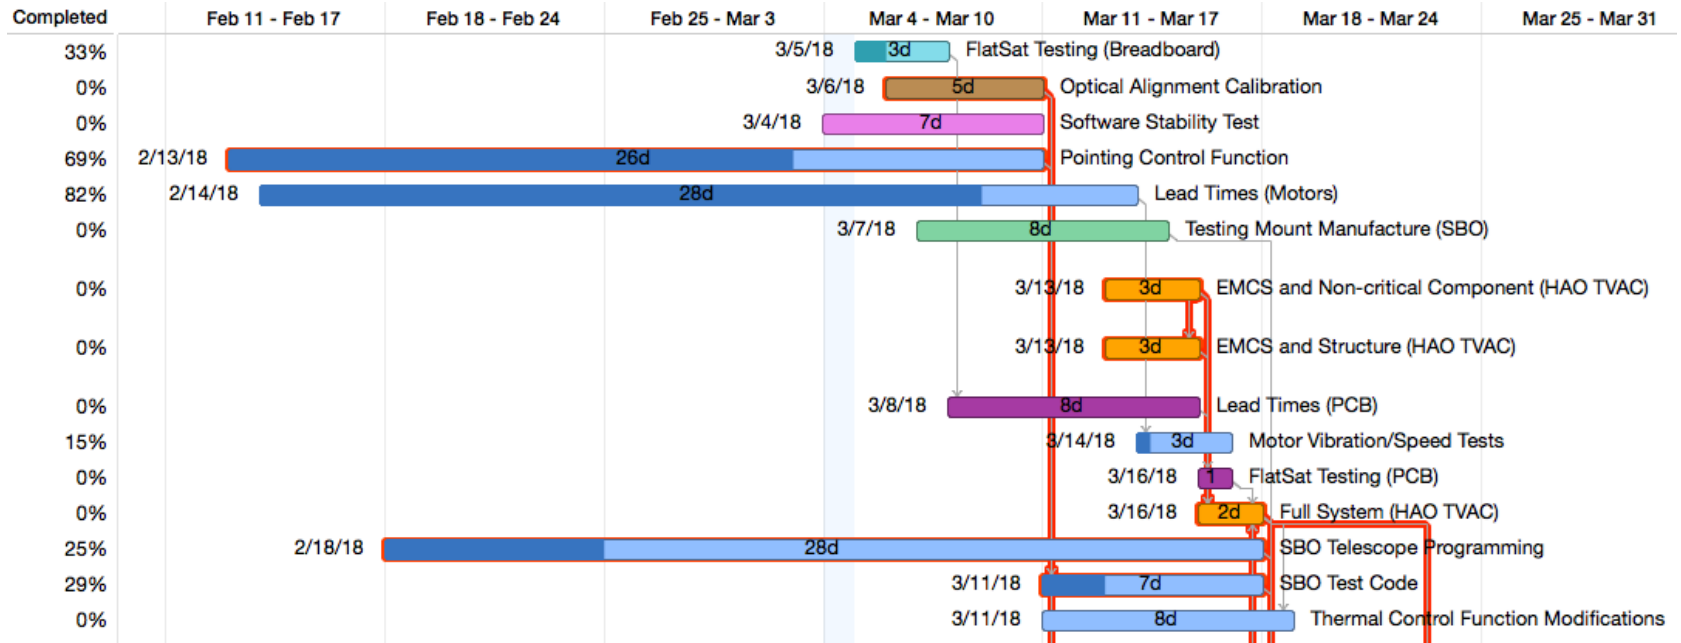 Completed Feb 11 - Feb 17 Feb 18 - Feb 24 Feb 25 - Mar 3 Mar 4 - Mar 10 Mar 11 - Mar 17 Mar 18 - Mar 24 Mar 25 - Mar 31
33% 3/5/18 3d FlatSat Testing (Breadboard)
0% 3/6/18 5d Optical Alignment Calibration
0% 3/4/18 7d Software Stability Test
69% 2/13/18 26d Pointing Control Function
82% 2/14/18 28d Lead Times (Motors)
0% 3/7/18 8d Testing Mount Manufacture (SBO)
0% 3/13/18 3d EMCS and Non-critical Component (HAO TVAC)
0% 3/13/18 3d EMCS and Structure (HAO TVAC)
0% 3/8/18 8d Lead Times (PCB)
15% 3/14/18 3d Motor Vibration/Speed Tests
0% 3/16/18 1 FlatSat Testing (PCB)
0% 3/16/18 2d Full System (HAO TVAC)
25% 2/18/18 28d SBO Telescope Programming
29% 3/11/18 7d SBO Test Code
0% 3/11/18 8d Thermal Control Function Modifications